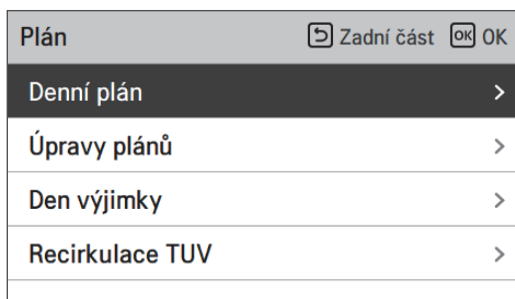 Plán Zadní část OK OK
Denní plán >
Úpravy plánů >
Den výjimky >
Recirkulace TUV >